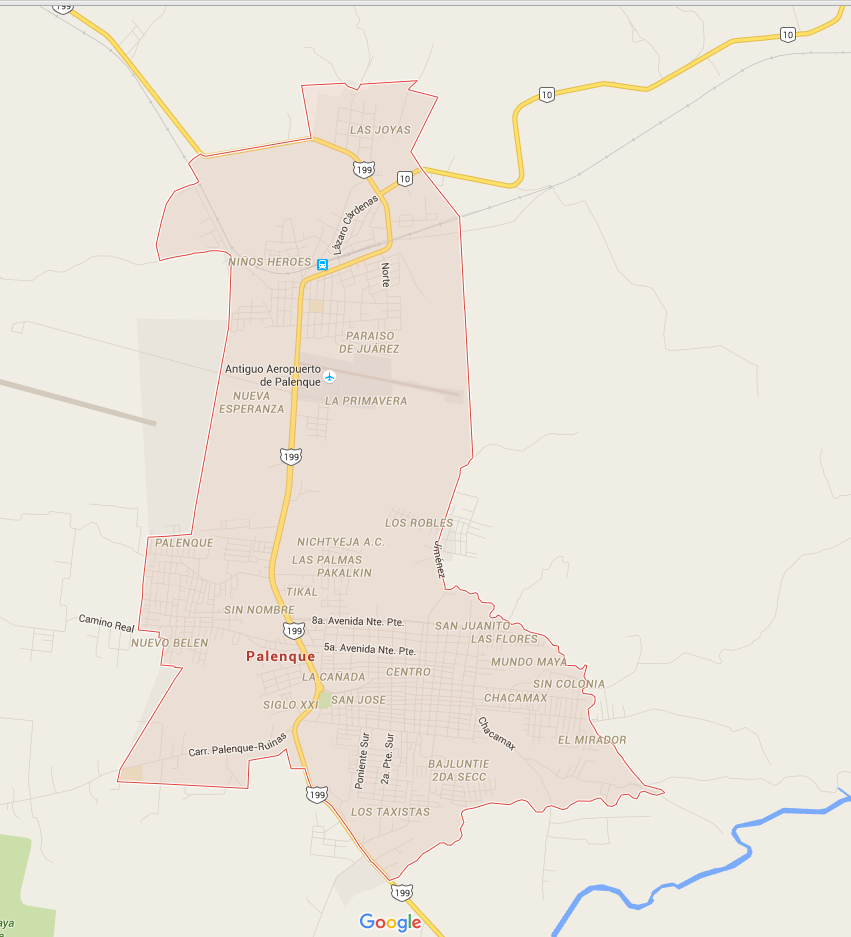 199
10
10
LAS JOYAS
199
10
Lázaro Cárdenas
NIÑOS HEROES
Norte
PARAISO
DE JUÁREZ
Antiguo Aeropuerto
de Palenque
NUEVA
ESPERANZA
LA PRIMAVERA
199
LOS ROBLES
PALENQUE
NICHTYEJA A.C.
Jiménez
LAS PALMAS
PAKALKIN
TIKAL
SIN NOMBRE
Camino Real
8a. Avenida Nte. Pte.
199
SAN JUANITO
LAS FLORES
NUEVO BELEN
5a. Avenida Nte. Pte.
Palenque
MUNDO MAYA
CENTRO
LA CAÑADA
SIN COLONIA
SAN JOSE
CHACAMAX
SIGLO XXI
Chacamax
EL MIRADOR
Carr. Palenque-Ruinas
Poniente Sur
2a. Pte. Sur
BAJLUNTIE
2DA SECC
199
LOS TAXISTAS
199
Google
aya